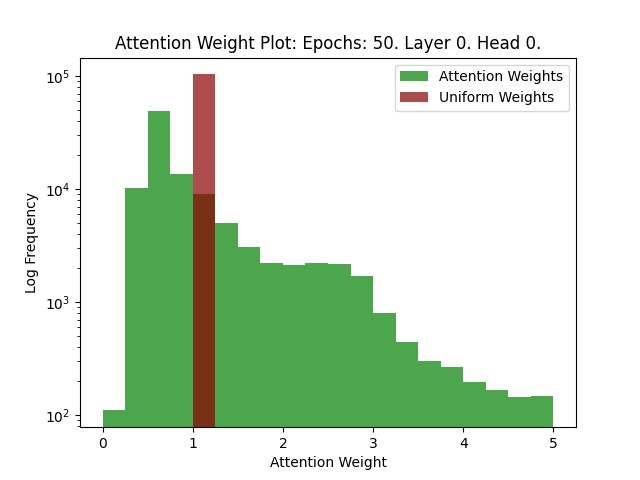 Attention Weight Plot: Epochs: 50. Layer 0. Head 0.
Attention Weights
Uniform Weights
10^5
10^4
10^3
10^2
Log Frequency
0 1 2 3 4 5
Attention Weight